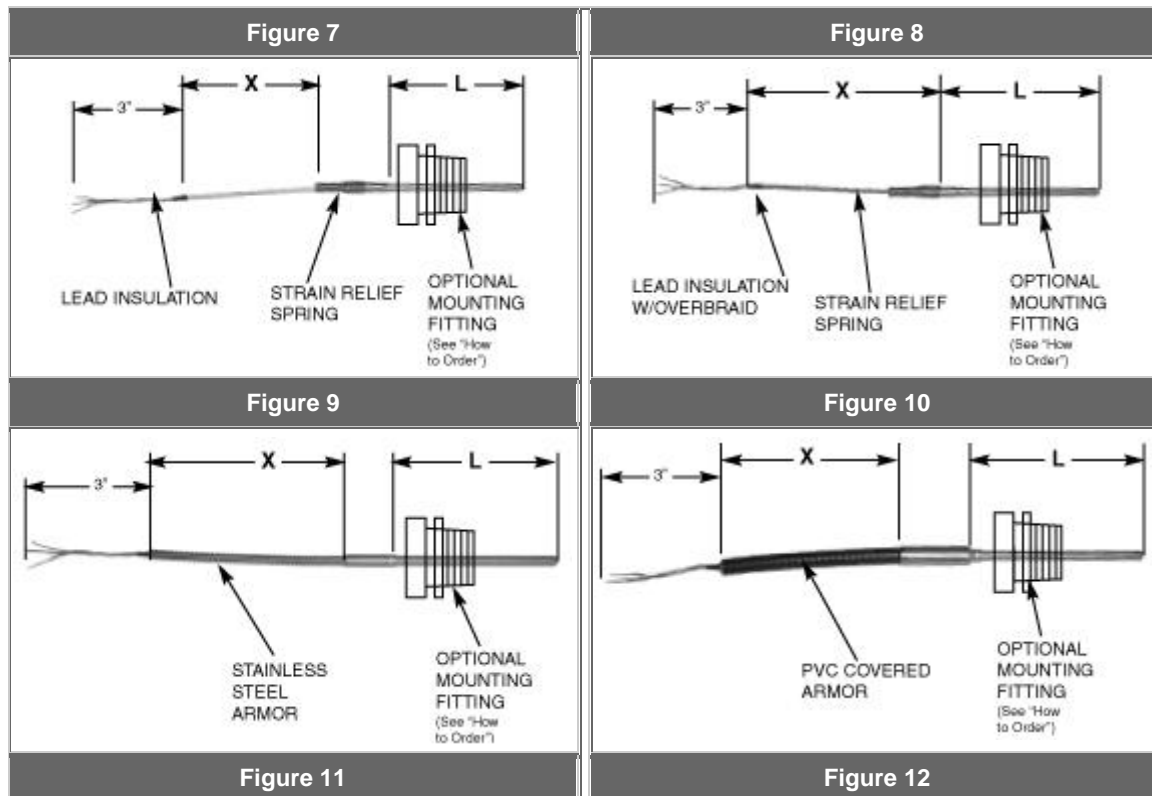 Figure 7
Figure 8
X
L
3"
LEAD INSULATION
STRAIN RELIEF
SPRING
OPTIONAL
MOUNTING
FITTING
(See "How
to Order")
X
L
3"
LEAD INSULATION
W/OVERBRAID
STRAIN RELIEF
SPRING
OPTIONAL
MOUNTING
FITTING
(See "How
to Order")
Figure 9
Figure 10
X
L
3"
STAINLESS
STEEL
ARMOR
OPTIONAL
MOUNTING
FITTING
(See "How
to Order")
X
L
3"
PVC COVERED
ARMOR
OPTIONAL
MOUNTING
FITTING
(See "How
to Order")
Figure 11
Figure 12